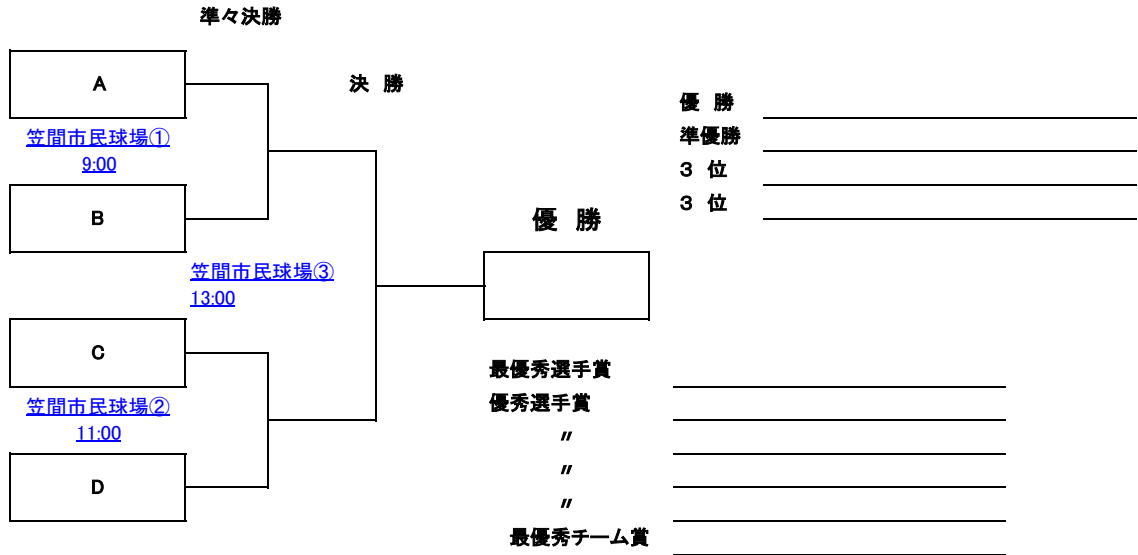 準々決勝
A
決 勝
優 勝
笠間市民球場①
9:00
準優勝
3 位
B
3 位
優 勝
笠間市民球場③
13:00
C
最優秀選手賞
笠間市民球場②
11:00
優秀選手賞
〃
D
〃
〃
最優秀チーム賞